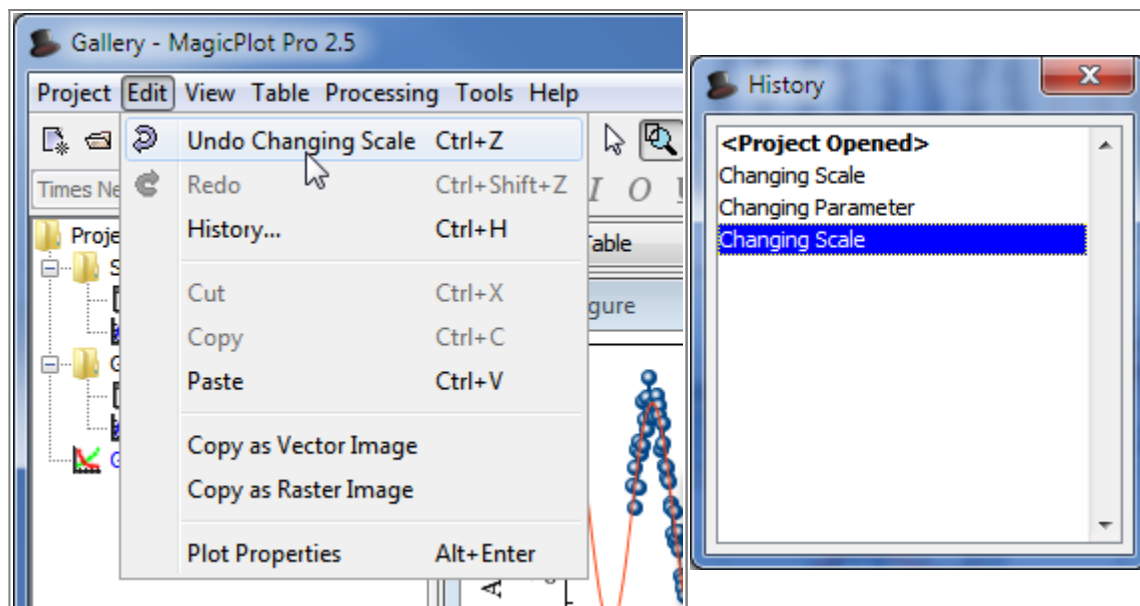 Gallery - MagicPlot Pro 2.5
Project Edit View Table Processing Tools Help
Undo Changing Scale Ctrl+Z
Times Ne
Redo Ctrl+Shift+Z
I O
Proje
History... Ctrl+H
Table
S
Cut Ctrl+X
gure
Copy Ctrl+C
G
Paste Ctrl+V
Copy as Vector Image
G
Copy as Raster Image
Plot Properties Alt+Enter
A
History
<Project Opened>
Changing Scale
Changing Parameter
Changing Scale